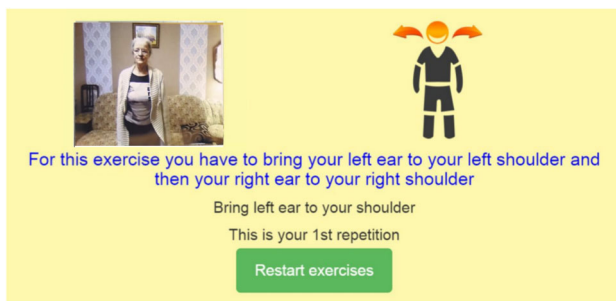 For this exercise you have to bring your left ear to your left shoulder and
then your right ear to your right shoulder
Bring left ear to your shoulder
This is your 1st repetition
Restart exercises